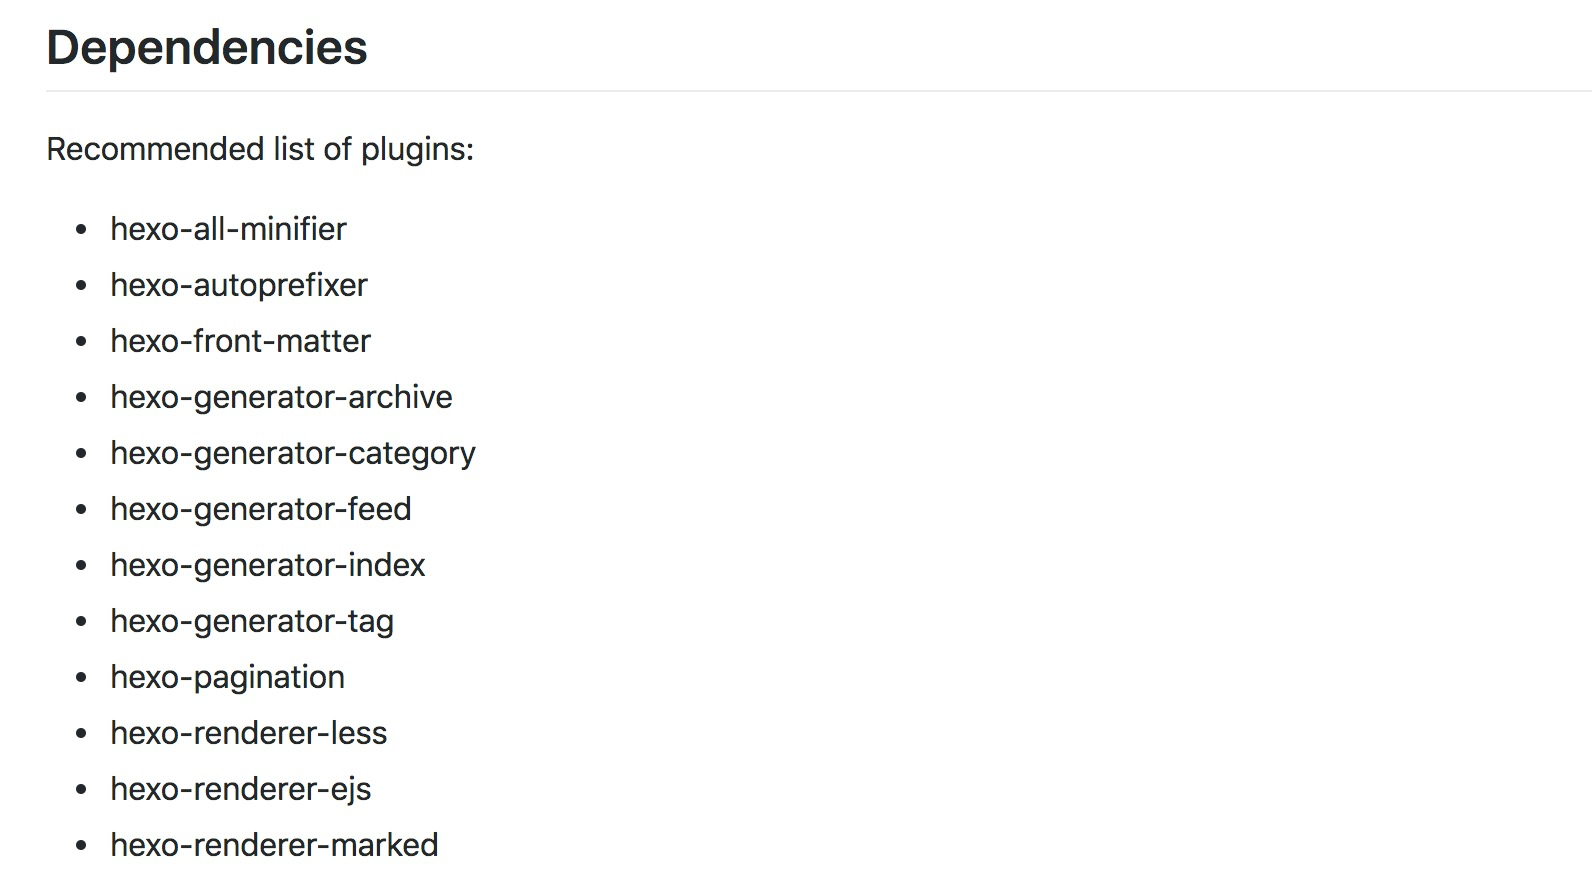 Dependencies
Recommended list of plugins:
• hexo-all-minifier
• hexo-autoprefixer
• hexo-front-matter
• hexo-generator-archive
• hexo-generator-category
• hexo-generator-feed
• hexo-generator-index
• hexo-generator-tag
• hexo-pagination
• hexo-renderer-less
• hexo-renderer-ejs
• hexo-renderer-marked